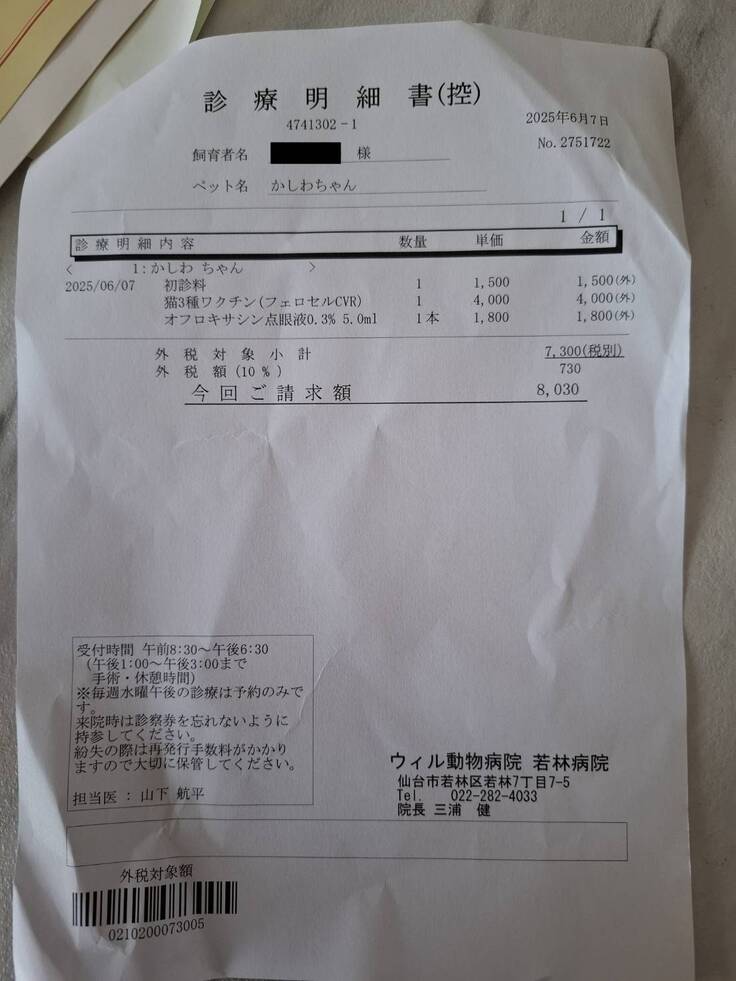 診療明細書(控)
4741302-1
2025年6月7日
No.2751722
飼育者名 様
ペット名 かしわちゃん
1 / 1
診療明細内容 数量 単価 金額
< 1:かしわ ちゃん >
2025/06/07 初診料 1 1,500 1,500(外)
猫3種ワクチン(フェロセルCVR) 1 4,000 4,000(外)
オフロキサシン点眼液0.3% 5.0ml 1本 1,800 1,800(外)
外税対象小計 7,300(税別)
外税額(10%) 730
今回ご請求額 8,030
受付時間 午前8:30～午後6:30
(午後1:00～午後3:00まで
手術・休憩時間)
※毎週水曜午後の診療は予約のみで
す。
来院時は診察券を忘れないように
持参してください。
紛失の際は再発行手数料がかかり
ますので大切に保管してください。
担当医 : 山下 航平
ウィル動物病院 若林病院
仙台市若林区若林7丁目7-5
Tel. 022-282-4033
院長 三浦 健
外税対象額
0210200073005